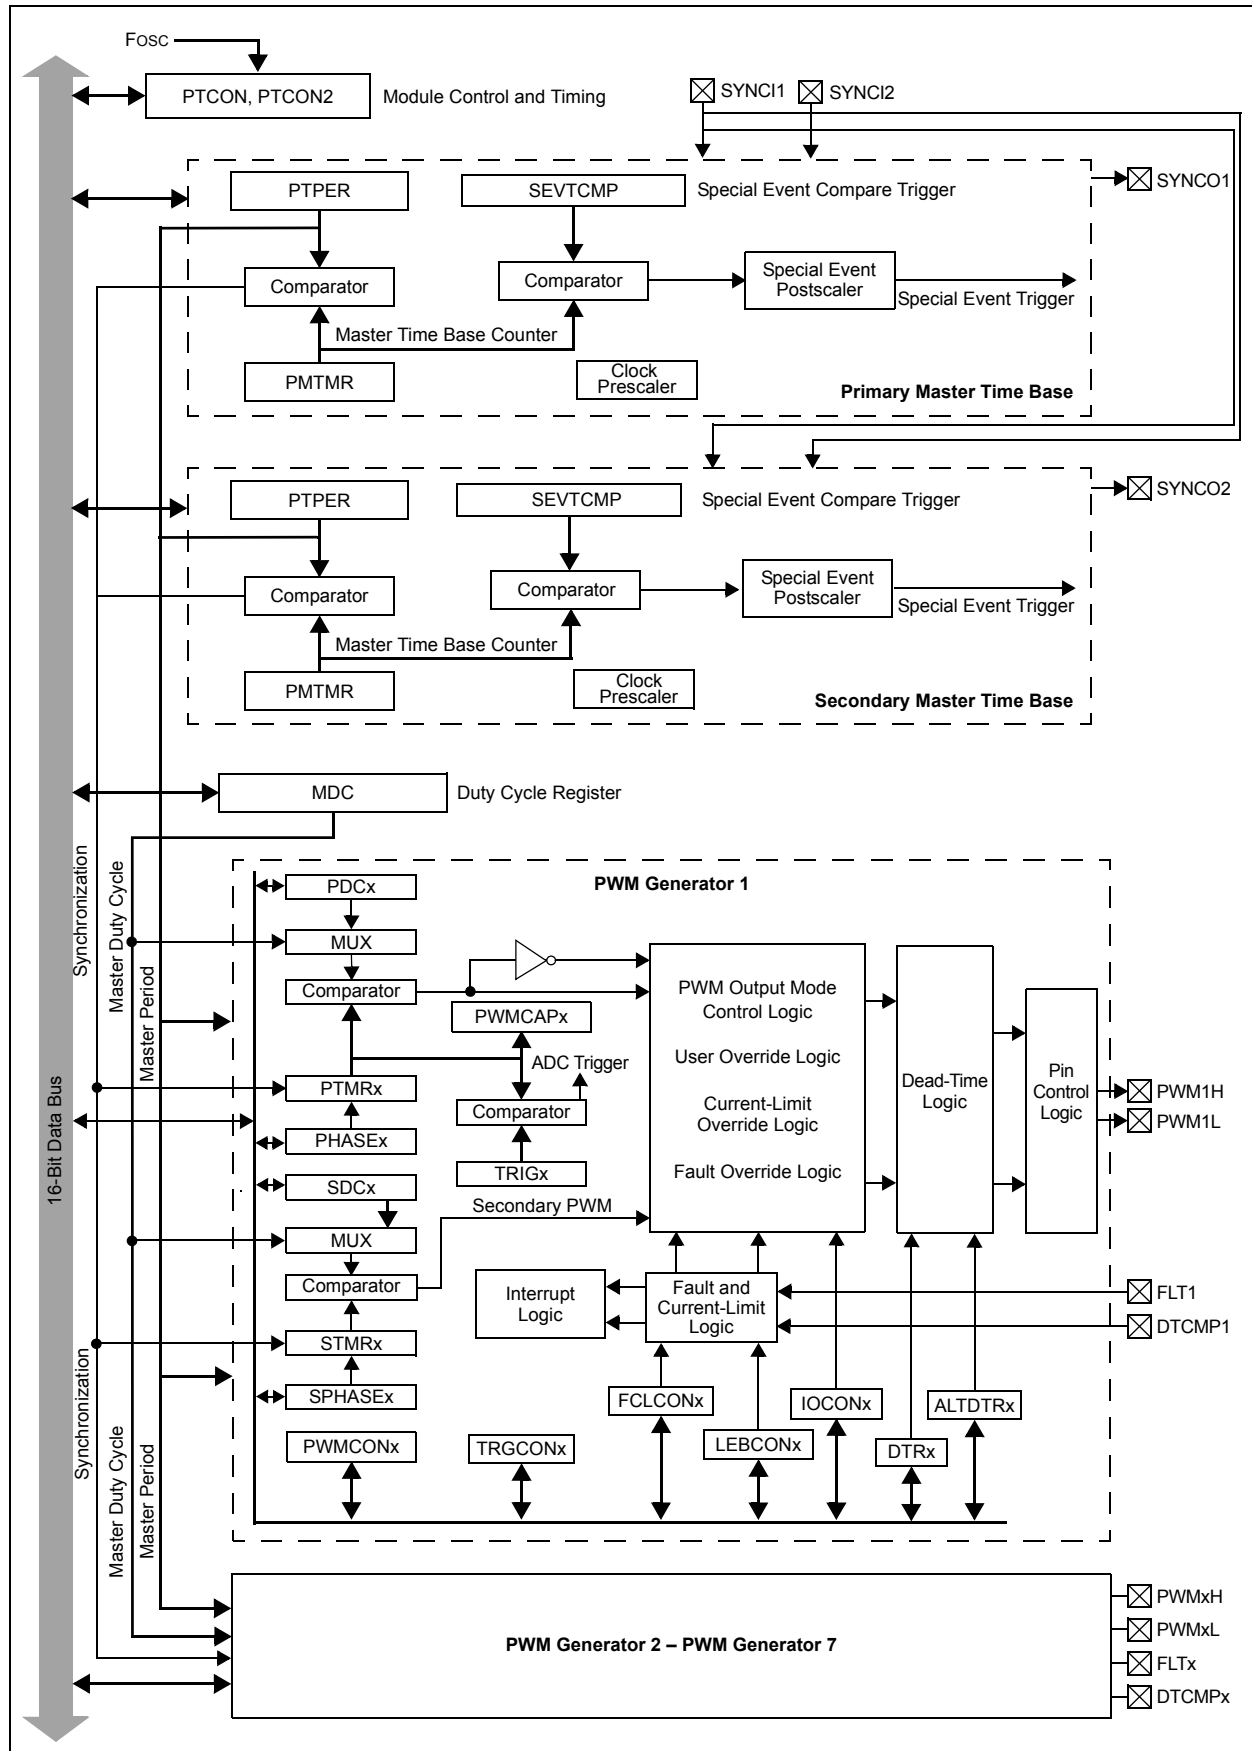 FOSC
PTCON, PTCON2
Module Control and Timing
SYNCI1
SYNCI2
SYNCO1
PTPER
SEVTCMP
Special Event Compare Trigger
Comparator
Comparator
Special Event
Postscaler
Special Event Trigger
Master Time Base Counter
PMTMR
Clock
Prescaler
Primary Master Time Base
SYNCO2
PTPER
SEVTCMP
Special Event Compare Trigger
Comparator
Comparator
Special Event
Postscaler
Special Event Trigger
Master Time Base Counter
PMTMR
Clock
Prescaler
Secondary Master Time Base
MDC
Duty Cycle Register
16-Bit Data Bus
Synchronization
Master Duty Cycle
Master Period
PWM Generator 1
PDCx
MUX
Comparator
PWMCAPx
ADC Trigger
PTMRx
Comparator
PHASEx
TRIGx
SDCx
Secondary PWM
MUX
Comparator
STMRx
SPHASEx
PWMCONx
TRGCONx
PWM Output Mode
Control Logic
User Override Logic
Current-Limit
Override Logic
Fault Override Logic
Dead-Time
Logic
Pin
Control
Logic
PWM1H
PWM1L
Interrupt
Logic
Fault and
Current-Limit
Logic
FLT1
DTCMP1
FCLCONx
LEBCONx
IOCONx
DTRx
ALTDTRx
Synchronization
Master Duty Cycle
Master Period
PWM Generator 2 – PWM Generator 7
PWMxH
PWMxL
FLTx
DTCMPx